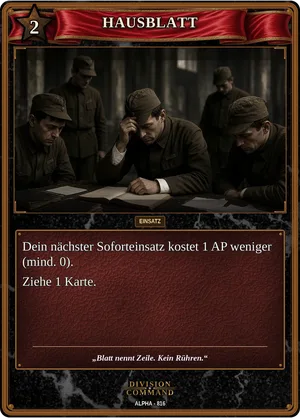 2
HAUSBLATT
EINSATZ
Dein nächster Soforteinsatz kostet 1 AP weniger
(mind. 0).
Ziehe 1 Karte.
„Blatt nennt Zeile. Kein Rühren.“
DIVISION
COMMAND
ALPHA - 816